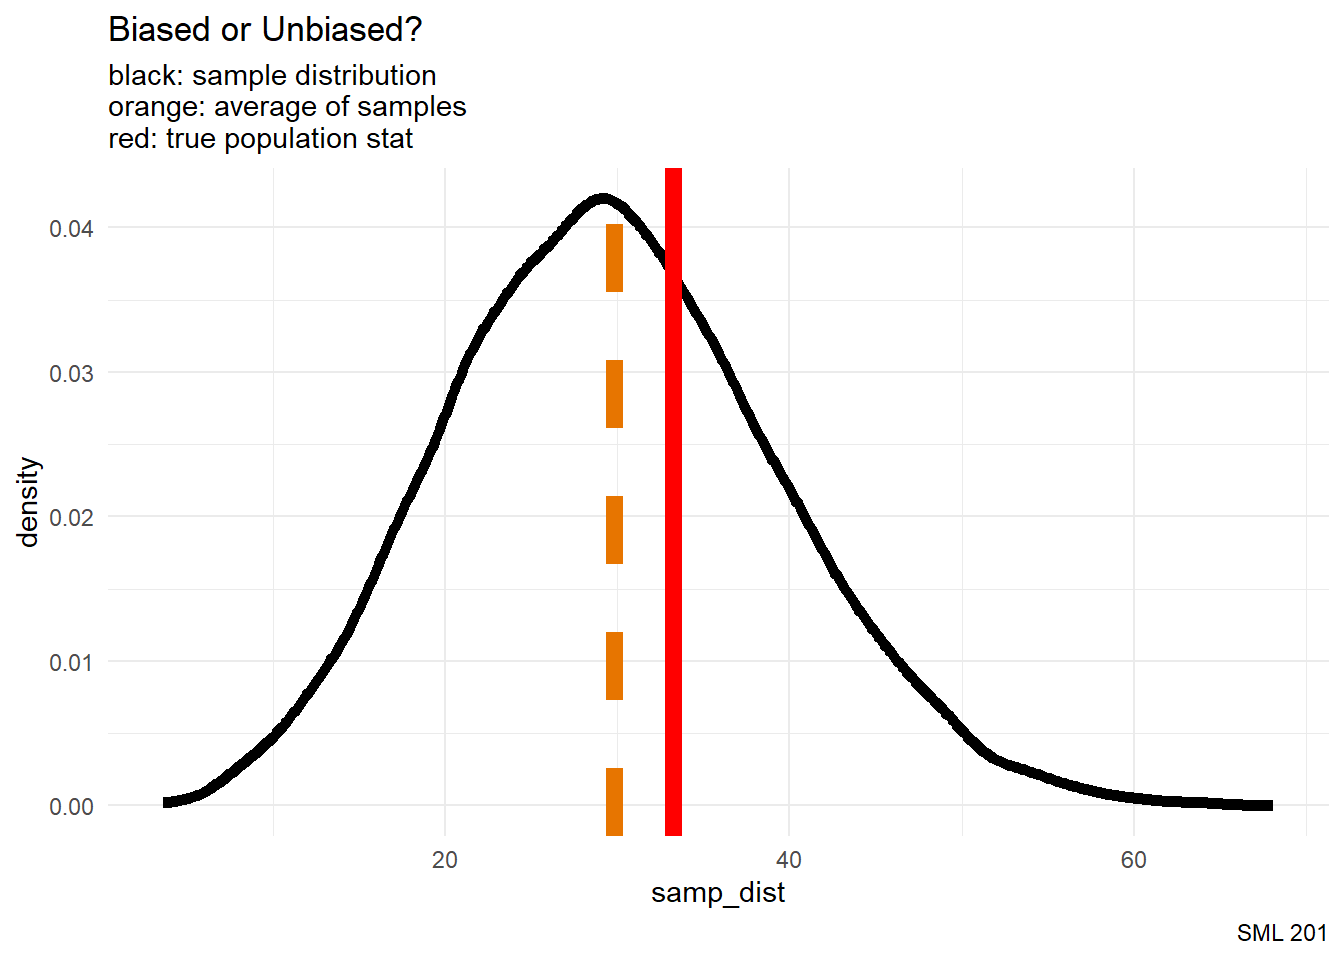 Biased or Unbiased?
black: sample distribution
orange: average of samples
red: true population stat
0.04
0.03
0.02
0.01
0.00
density
20 40 60
samp_dist
SML 201